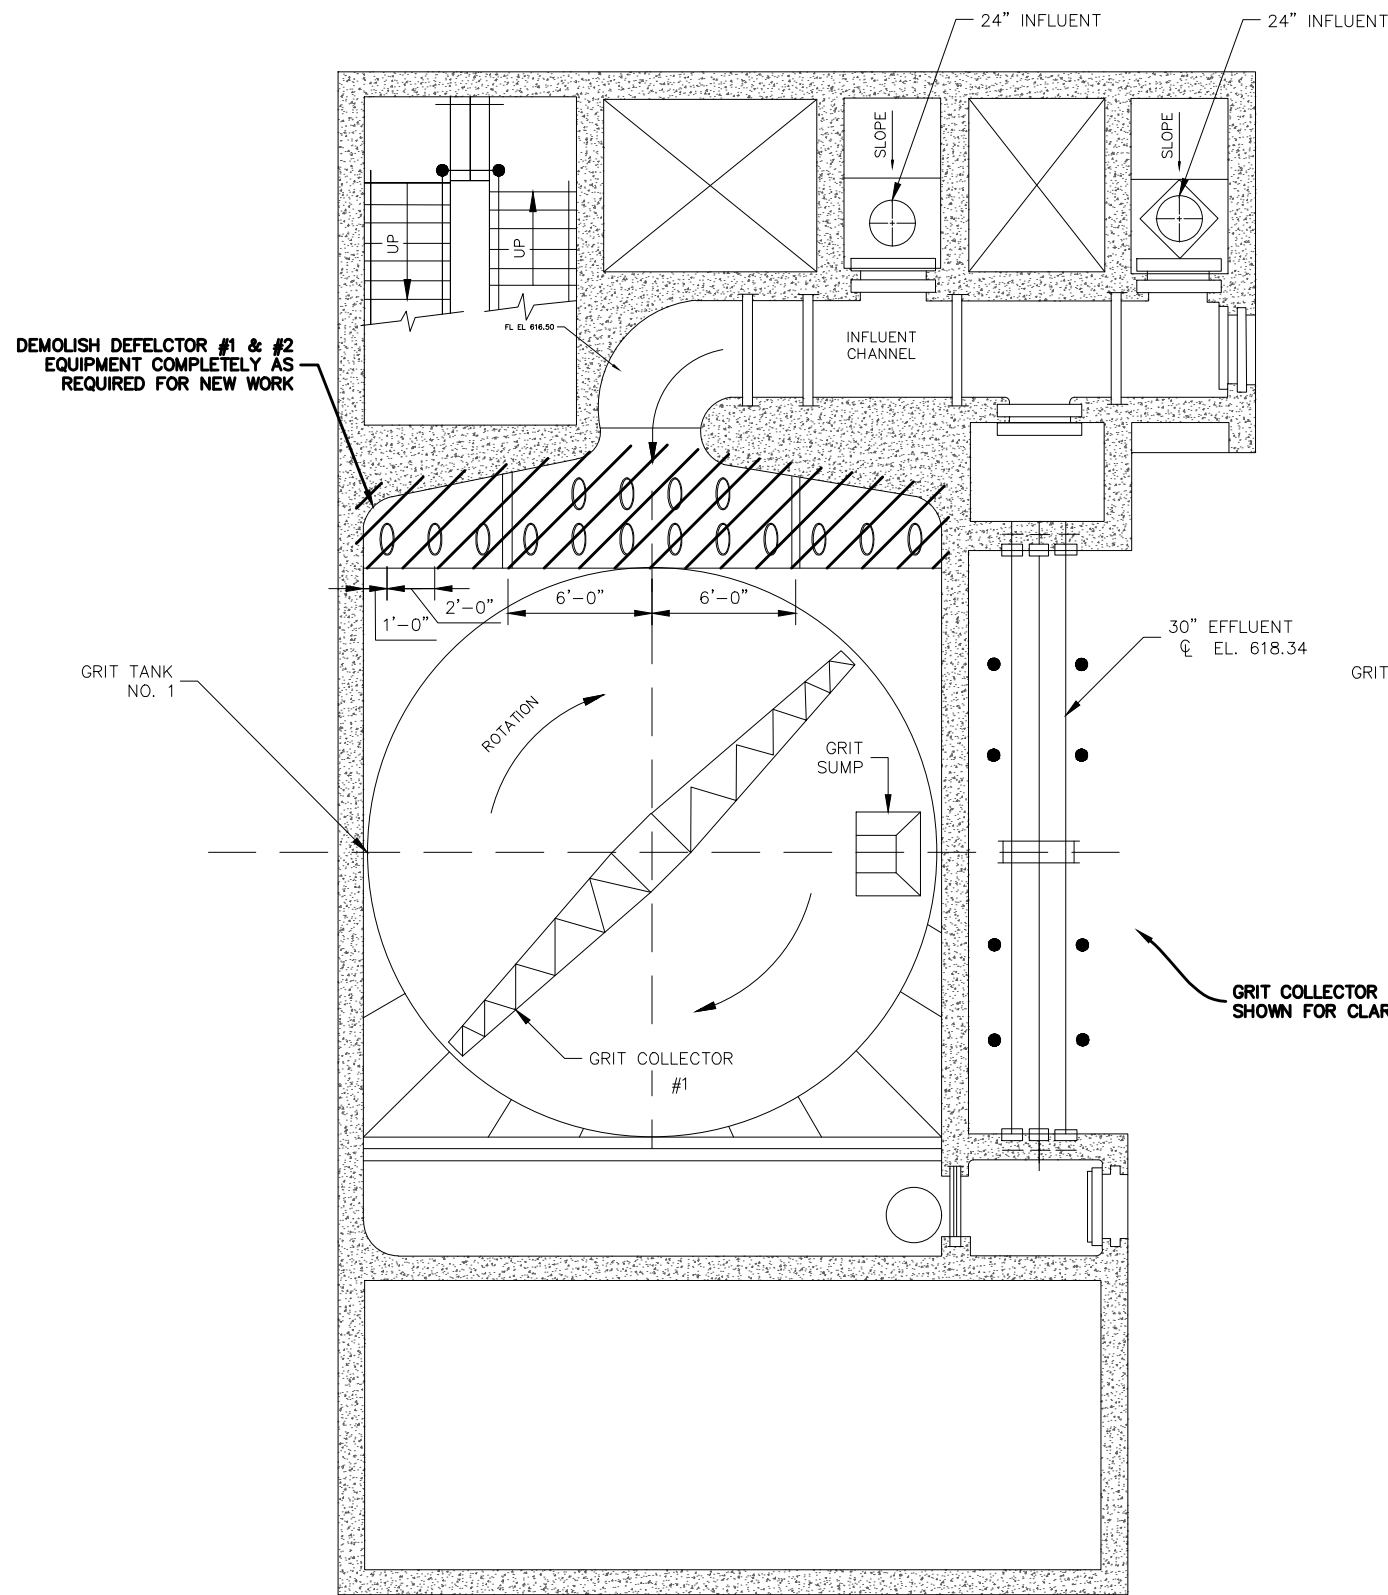 24” INFLUENT
24” INFLUENT
SLOPE
SLOPE
UP
UP
FL EL 616.50
INFLUENT
CHANNEL
DEMOLISH DEFELCTOR #1 & #2
EQUIPMENT COMPLETELY AS
REQUIRED FOR NEW WORK
1’-0”
2’-0”
6’-0”
6’-0”
30” EFFLUENT
℄ EL. 618.34
GRIT TANK
NO. 1
GRIT
ROTATION
GRIT
SUMP
GRIT COLLECTOR
SHOWN FOR CLAR
GRIT COLLECTOR
#1